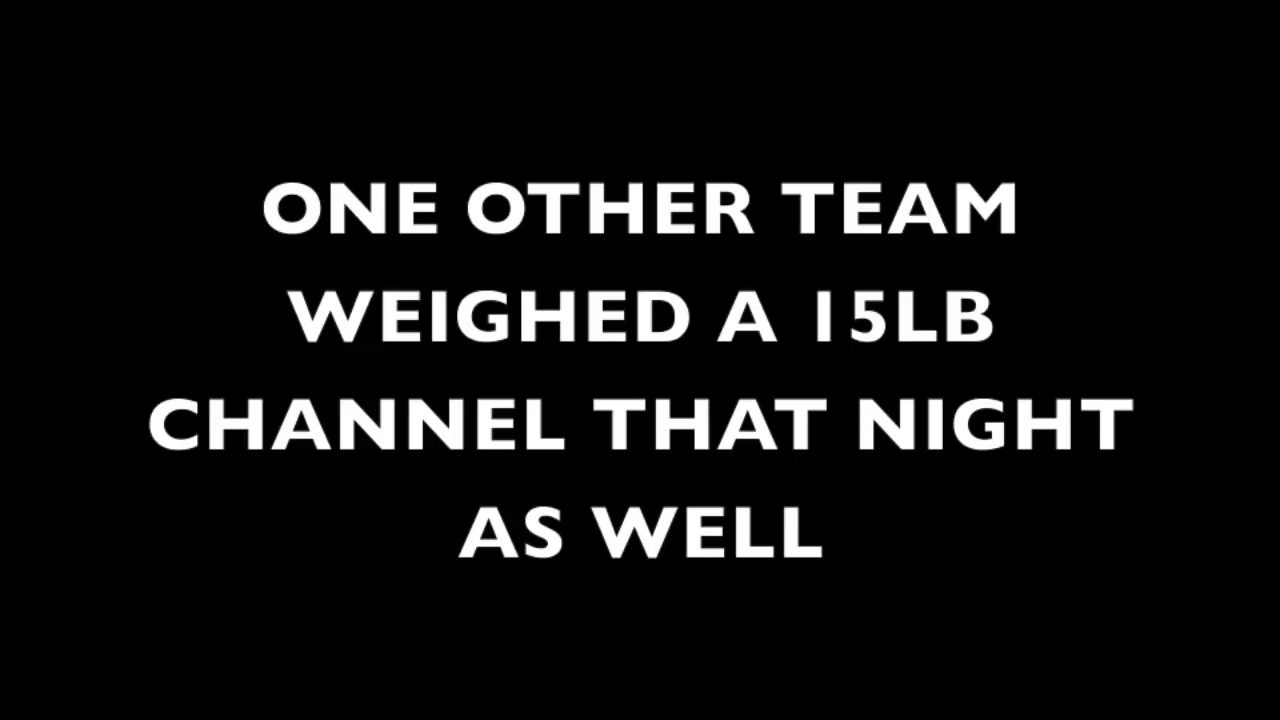 ONE OTHER TEAM
WEIGHED A 15LB
CHANNEL THAT NIGHT
AS WELL